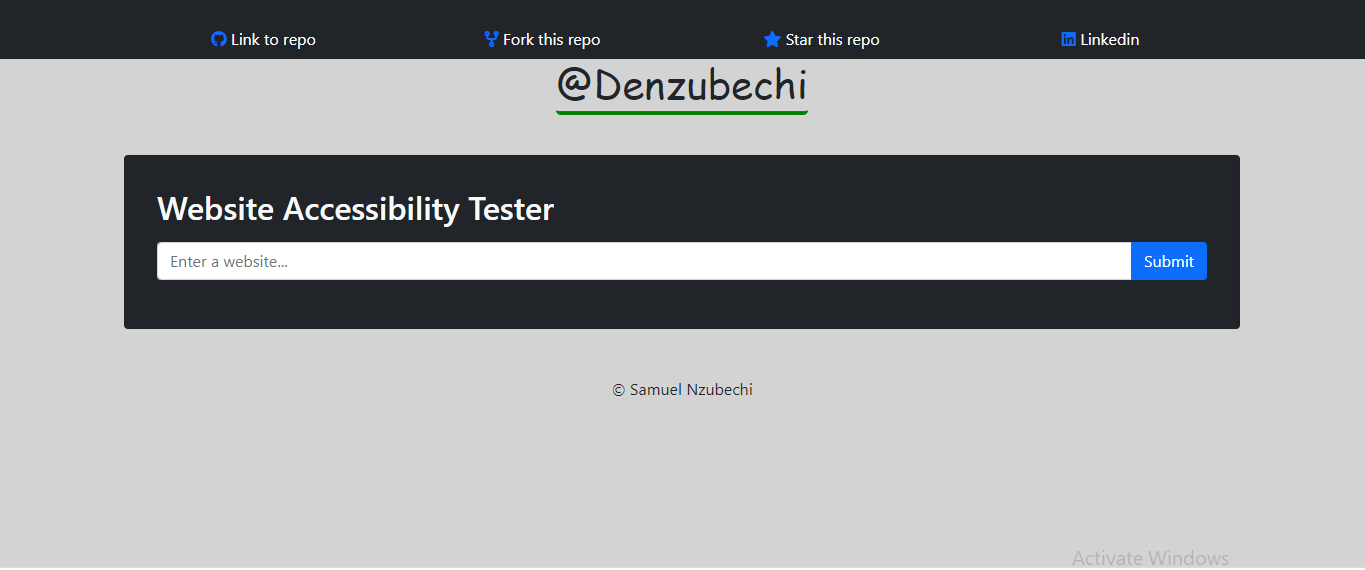 Link to repo Fork this repo Star this repo Linkedin
@Denzubechi
Website Accessibility Tester
Enter a website... Submit
© Samuel Nzubechi
Activate Windows